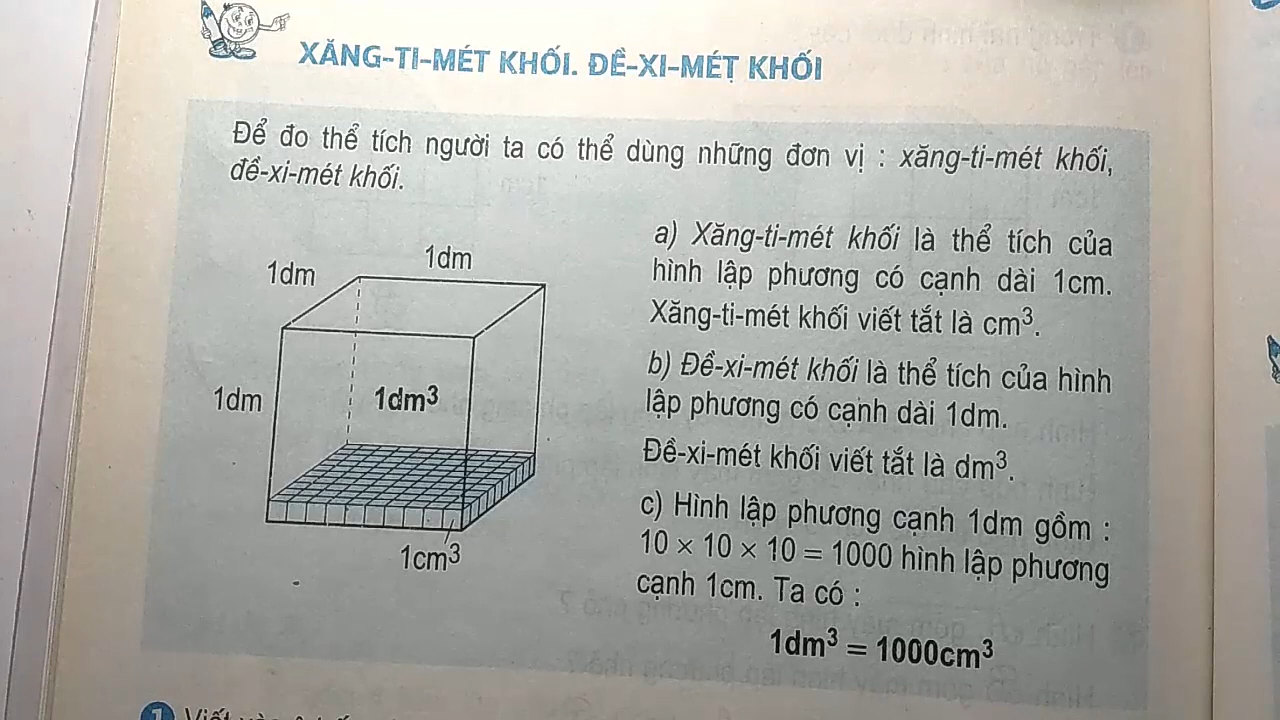 XĂNG-TI-MÉT KHỐI. ĐỀ-XI-MÉT KHỐI
Để đo thể tích người ta có thể dùng những đơn vị : xăng-ti-mét khối,
đề-xi-mét khối.
1dm
1dm
1dm
1dm³
1cm³
a) Xăng-ti-mét khối là thể tích của
hình lập phương có cạnh dài 1cm.
Xăng-ti-mét khối viết tắt là cm³.
b) Đề-xi-mét khối là thể tích của hình
lập phương có cạnh dài 1dm.
Đề-xi-mét khối viết tắt là dm³.
c) Hình lập phương cạnh 1dm gồm :
10 × 10 × 10 = 1000 hình lập phương
cạnh 1cm. Ta có :
1dm³ = 1000cm³
1 Viết vào